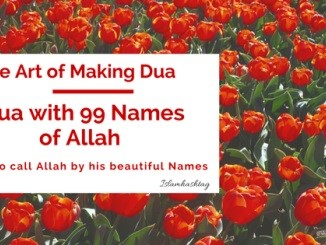 e Art of Making Dua
ua with 99 Names
of Allah
o call Allah by his beautiful Names
Islamhashtag